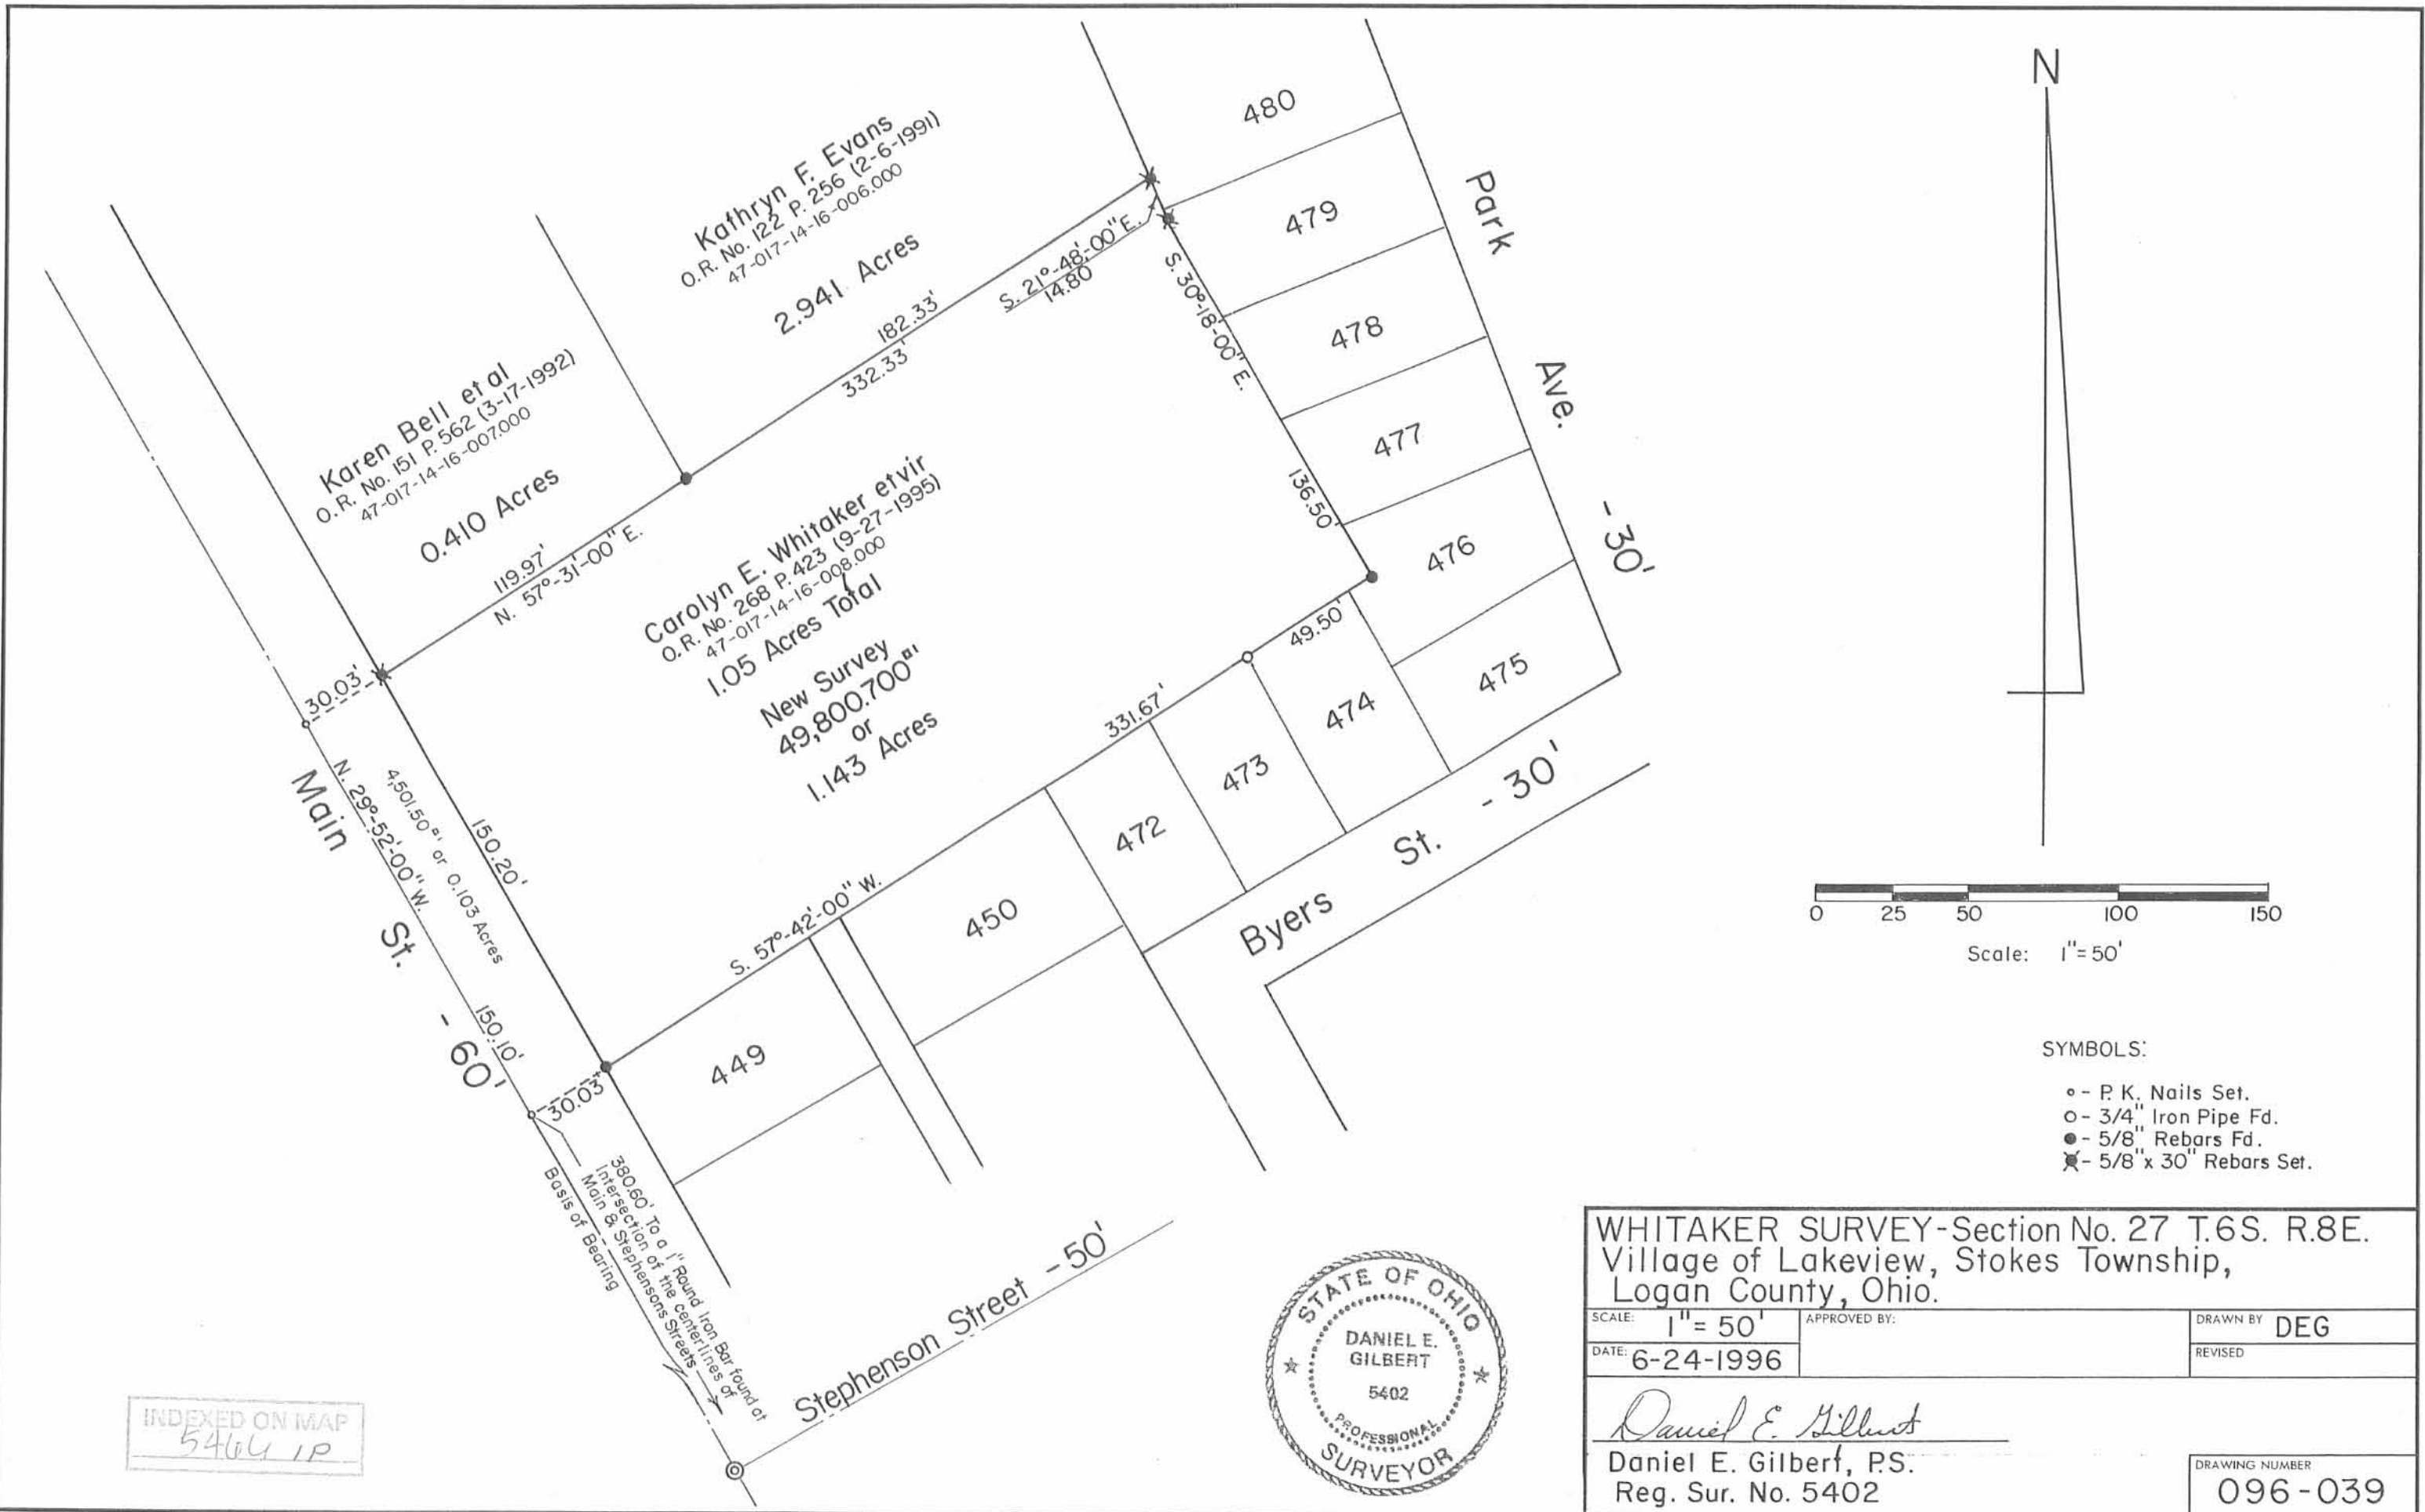 N
480
479
478
477
476
475
474
473
472
450
449
Park Ave. - 30'
Kathryn F. Evans
O.R. No. 122 P. 256 (2-6-1991)
47-017-14-16-006.000
2.941 Acres
182.33'
332.33'
S. 21°-48'-00" E.
14.80
S. 30°-18'-00" E.
136.50'
Karen Bell et al
O.R. No. 151 P. 562 (3-17-1992)
47-017-14-16-007.000
0.410 Acres
119.97'
N. 57°-31'-00" E.
Carolyn E. Whitaker etvir
O.R. No. 268 P. 423 (9-27-1995)
47-017-14-16-008.000
1.05 Acres Total
New Survey
49,800.700 □'
or
1.143 Acres
49.50'
331.67'
S. 57°-42'-00" W.
30.03'
Main St. - 60'
N. 29°-52'-00" W.
4,501.50 □' or 0.103 Acres
150.20'
150.10'
30.03'
Byers St. - 30'
380.60' To a 1" Round Iron Bar found at
Intersection of the centerlines of
Main & Stephensons Streets
Basis of Bearing
Stephenson Street - 50'
0 25 50 100 150
Scale: 1"= 50'
SYMBOLS:
- P.K. Nails Set.
- 3/4" Iron Pipe Fd.
- 5/8" Rebars Fd.
- 5/8" x 30" Rebars Set.
STATE OF OHIO
DANIEL E.
GILBERT
5402
PROFESSIONAL
SURVEYOR
WHITAKER SURVEY-Section No. 27 T.6S. R.8E.
Village of Lakeview, Stokes Township,
Logan County, Ohio.
SCALE: 1"= 50'
APPROVED BY:
DRAWN BY DEG
DATE: 6-24-1996
REVISED
Daniel E. Gilbert
Daniel E. Gilbert, P.S.
Reg. Sur. No. 5402
DRAWING NUMBER
096-039
INDEXED ON MAP